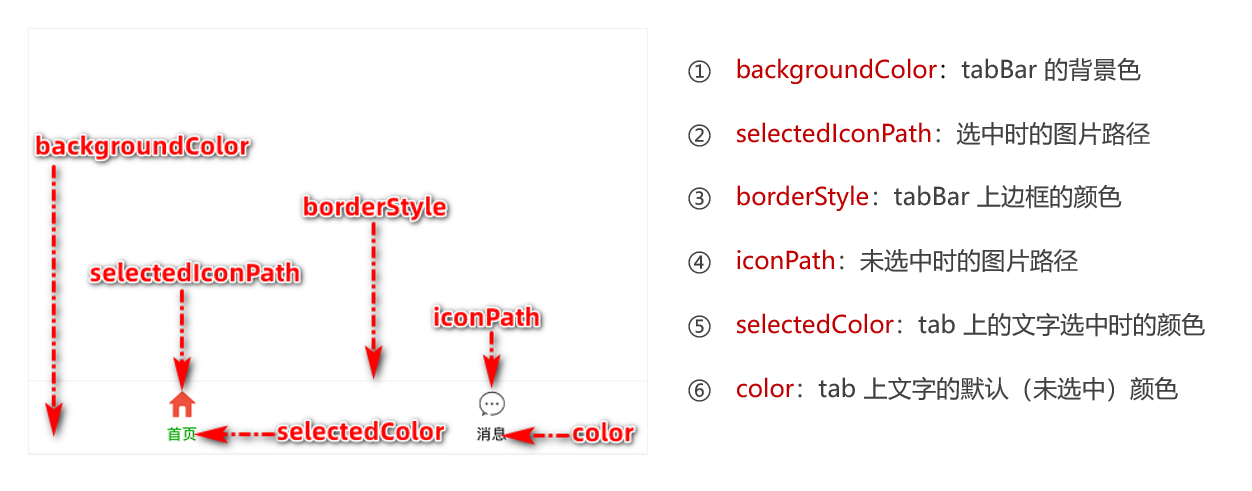 backgroundColor
borderStyle
selectedIconPath
iconPath
首页
selectedColor
消息
color
① backgroundColor：tabBar 的背景色
② selectedIconPath：选中时的图片路径
③ borderStyle：tabBar 上边框的颜色
④ iconPath：未选中时的图片路径
⑤ selectedColor：tab 上的文字选中时的颜色
⑥ color：tab 上文字的默认（未选中）颜色